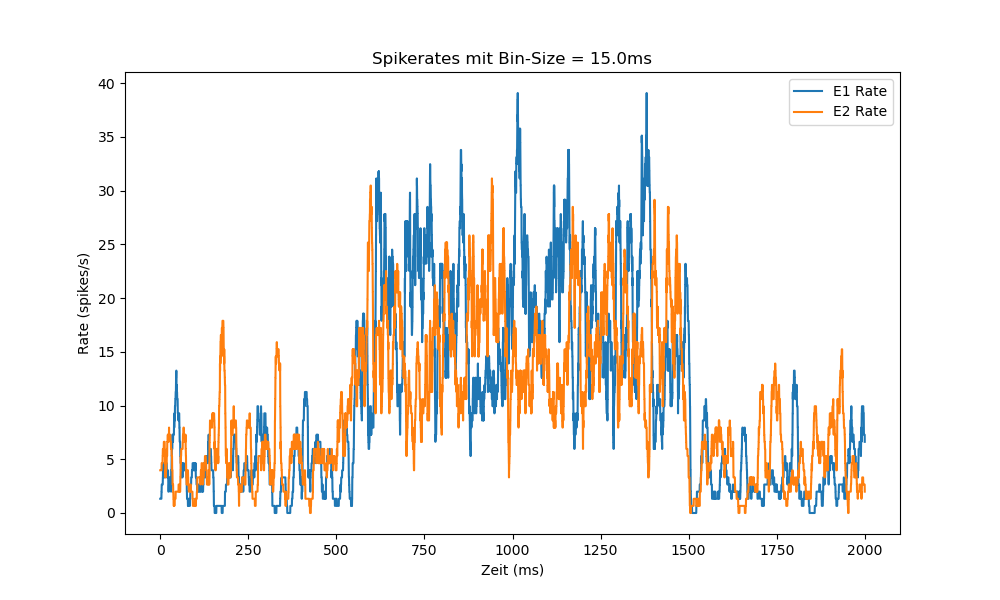 Spikerates mit Bin-Size = 15.0ms
E1 Rate
E2 Rate
Rate (spikes/s)
40
35
30
25
20
15
10
5
0
0 250 500 750 1000 1250 1500 1750 2000
Zeit (ms)